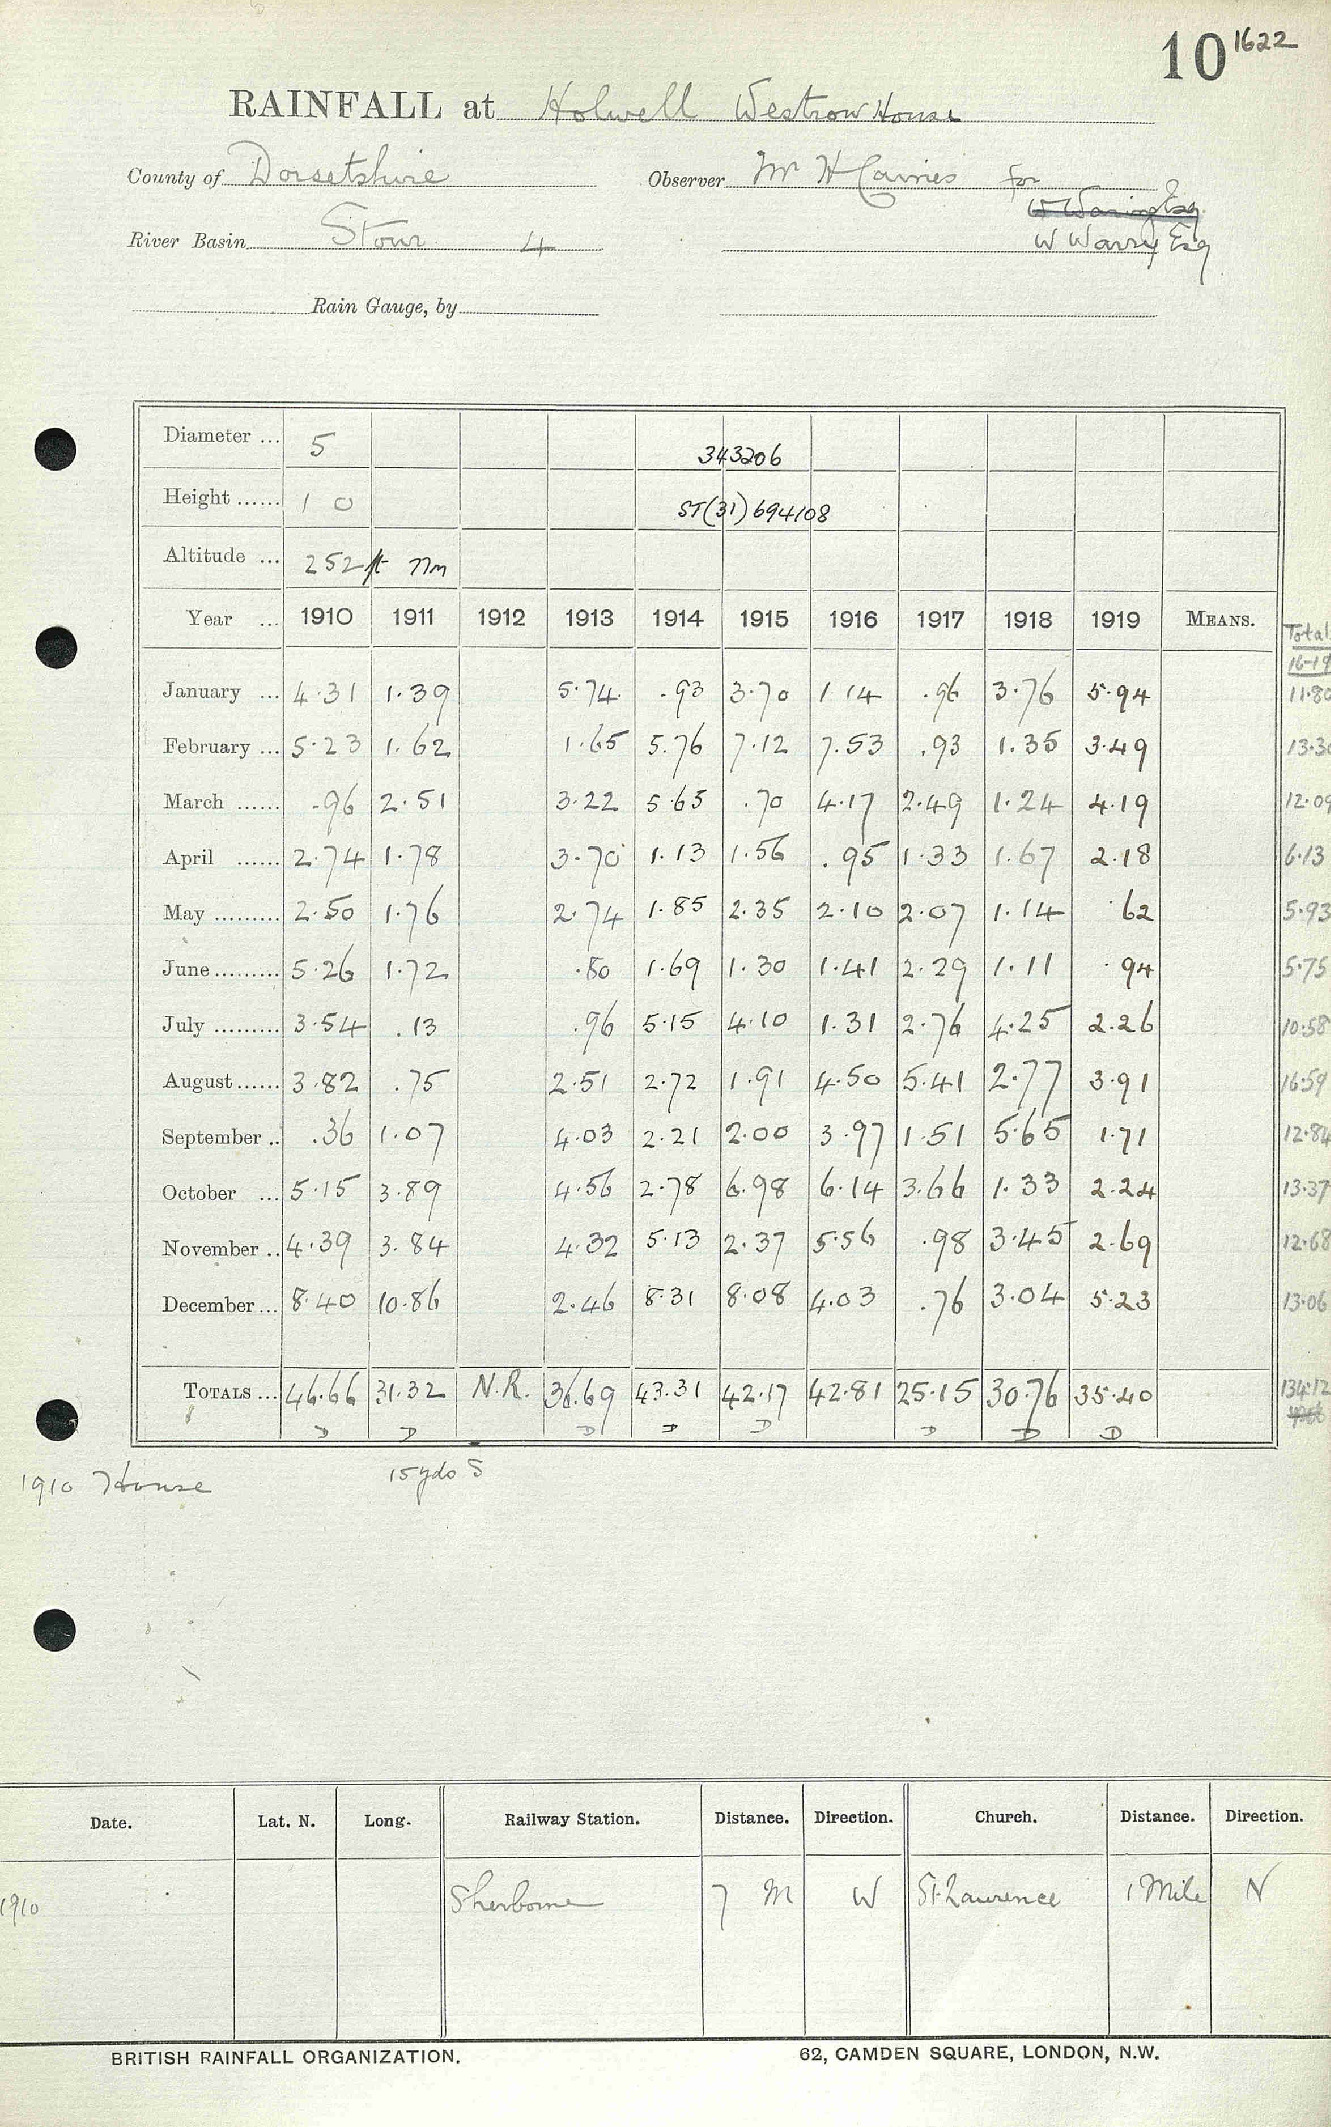 10 1622
RAINFALL at Holwell Westrow House
County of Dorsetshire Observer Mr H Cairnes for
River Basin Stour 4 W Warry Esq
Rain Gauge, by
Diameter ... 5 343206
Height ...... 1 0 ST(31)694108
Altitude ... 252 ft
Year ... 1910 1911 1912 1913 1914 1915 1916 1917 1918 1919 MEANS. Total
16-19
January ... 4.31 1.39 5.74 .93 3.70 1.14 .96 3.76 5.94 11.80
February ... 5.23 1.62 1.65 5.76 7.12 7.53 .93 1.35 3.49 13.30
March ...... .96 2.51 3.22 5.65 .70 4.17 2.49 1.24 4.19 12.09
April ...... 2.74 1.78 3.70 1.13 1.56 .95 1.33 1.67 2.18 6.13
May ......... 2.50 1.76 2.74 1.85 2.35 2.10 2.07 1.14 .62 5.93
June ......... 5.26 1.72 .80 1.69 1.30 1.41 2.29 1.11 .94 5.75
July ......... 3.54 .13 .96 5.15 4.10 1.31 2.76 4.25 2.26 10.58
August ...... 3.82 .75 2.51 2.72 1.91 4.50 5.41 2.77 3.91 16.59
September .. .36 1.07 4.03 2.21 2.00 3.97 1.51 5.65 1.71 12.84
October ... 5.15 3.89 4.56 2.78 6.98 6.14 3.66 1.33 2.24 13.37
November .. 4.39 3.84 4.32 5.13 2.37 5.56 .98 3.45 2.69 12.68
December ... 8.40 10.86 2.46 8.31 8.08 4.03 .76 3.04 5.23 13.06
TOTALS ... 46.66 31.32 N.R. 36.69 43.31 42.17 42.81 25.15 30.76 35.40 134.12
D D D D D D D D
1910 House 15 yds S
Date. Lat. N. Long. Railway Station. Distance. Direction. Church. Distance. Direction.
1910 Sherborne 7 M W St. Laurence 1 Mile N
BRITISH RAINFALL ORGANIZATION. 62, CAMDEN SQUARE, LONDON, N.W.